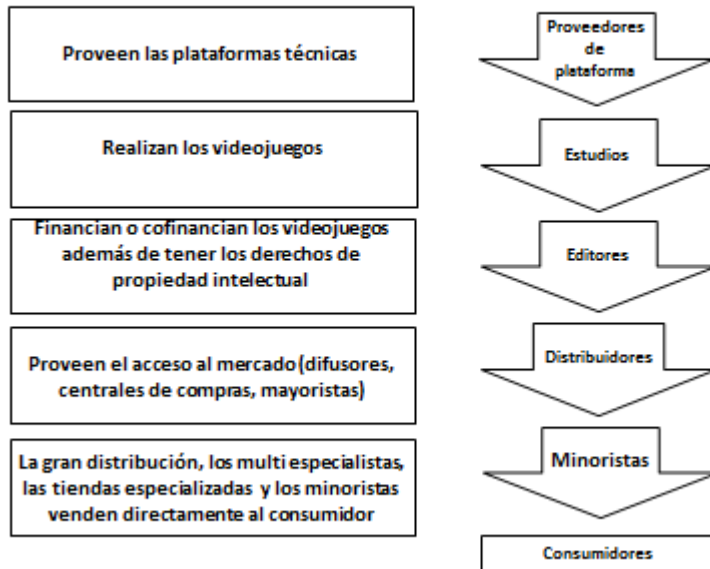 Proveen las plataformas técnicas
Proveedores
de
plataforma
Realizan los videojuegos
Estudios
Financian o cofinancian los videojuegos
además de tener los derechos de
propiedad intelectual
Editores
Proveen el acceso al mercado (difusores,
centrales de compras, mayoristas)
Distribuidores
La gran distribución, los multi especialistas,
las tiendas especializadas y los minoristas
venden directamente al consumidor
Minoristas
Consumidores